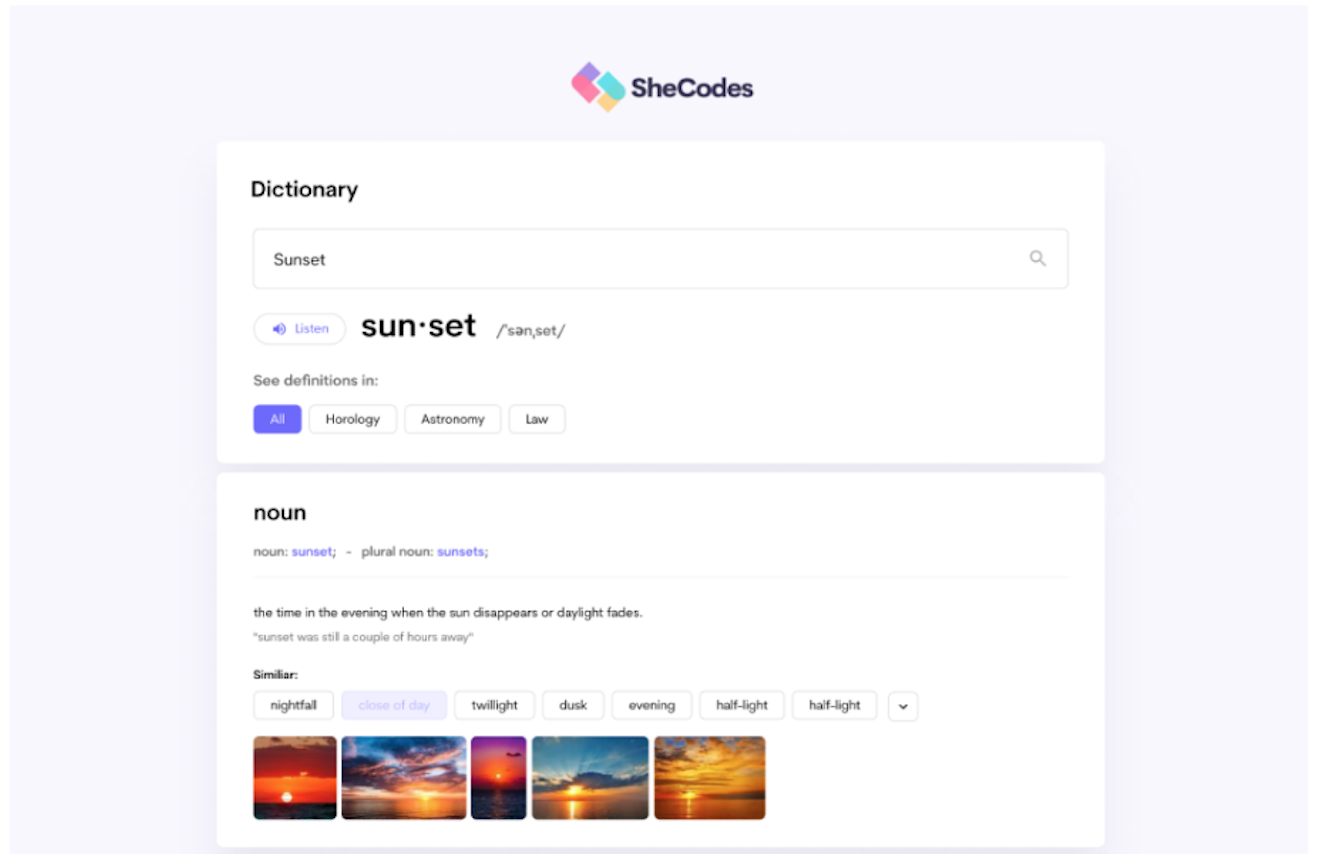 SheCodes
Dictionary
Sunset
Listen sun·set /ˈsənˌset/
See definitions in:
All Horology Astronomy Law
noun
noun: sunset; - plural noun: sunsets;
the time in the evening when the sun disappears or daylight fades.
"sunset was still a couple of hours away"
Similiar:
nightfall close of day twillight dusk evening half-light half-light